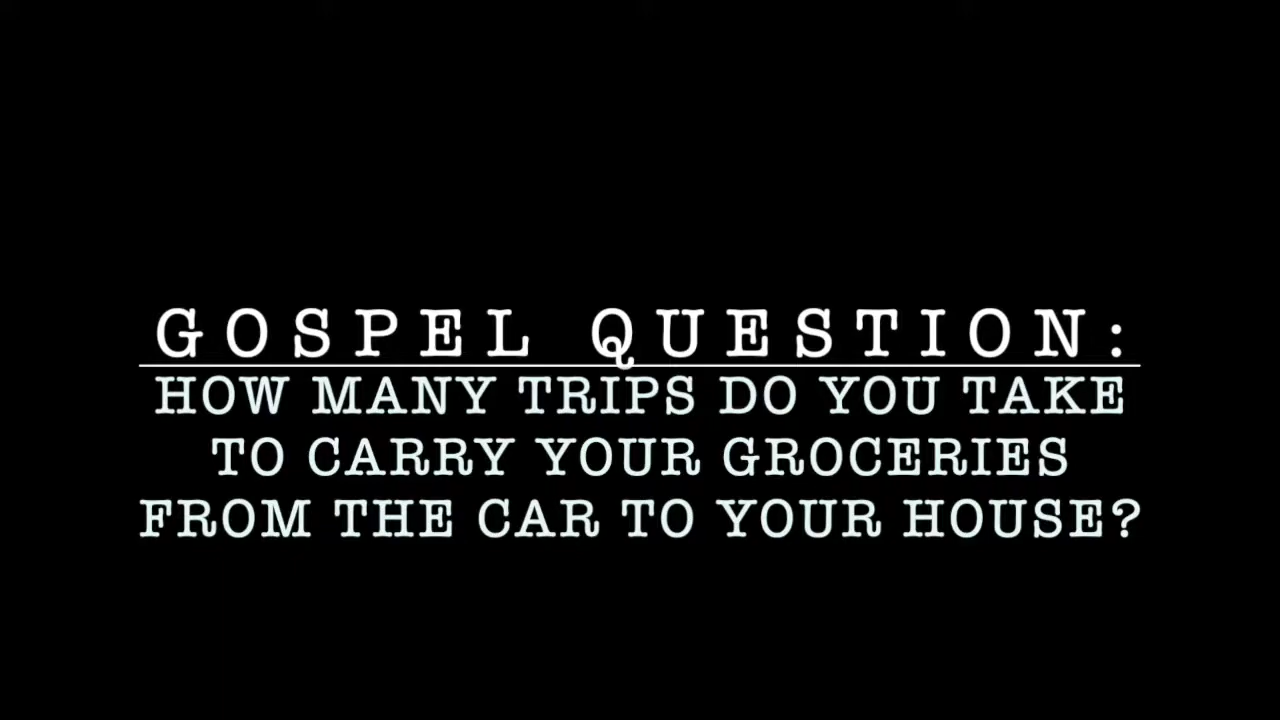 GOSPEL QUESTION:
HOW MANY TRIPS DO YOU TAKE
TO CARRY YOUR GROCERIES
FROM THE CAR TO YOUR HOUSE?